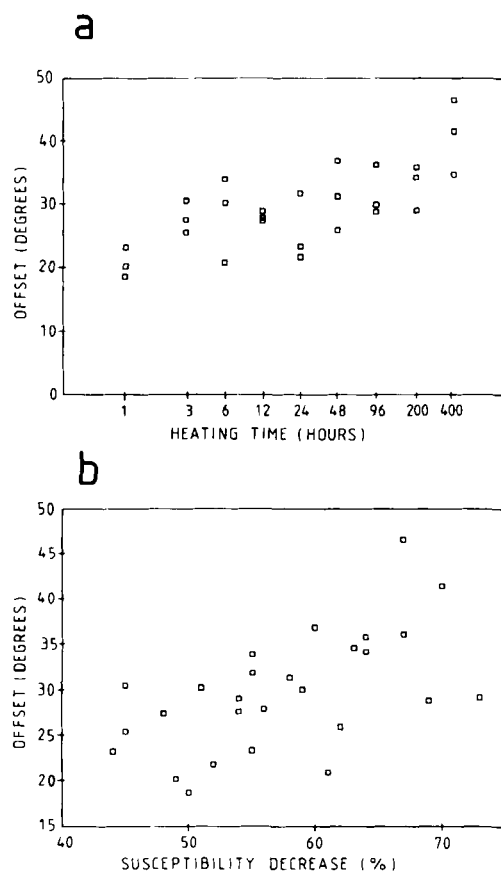 a
50
40
30
20
10
0
OFFSET (DEGREES)
1 3 6 12 24 48 96 200 400
HEATING TIME (HOURS)
b
50
45
40
35
30
25
20
15
OFFSET (DEGREES)
40 50 60 70
SUSCEPTIBILITY DECREASE (%)